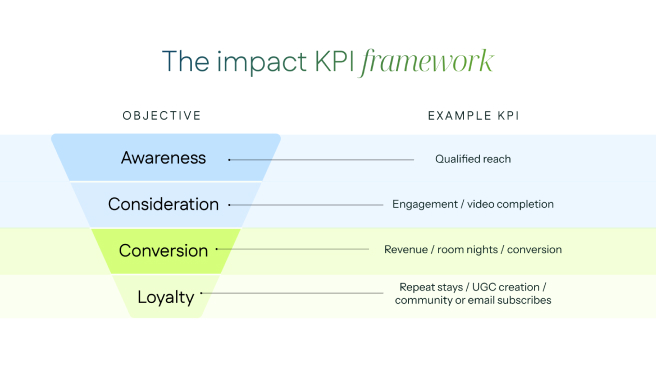 The impact KPI framework
OBJECTIVE
EXAMPLE KPI
Awareness
Qualified reach
Consideration
Engagement / video completion
Conversion
Revenue / room nights / conversion
Loyalty
Repeat stays / UGC creation /
community or email subscribes